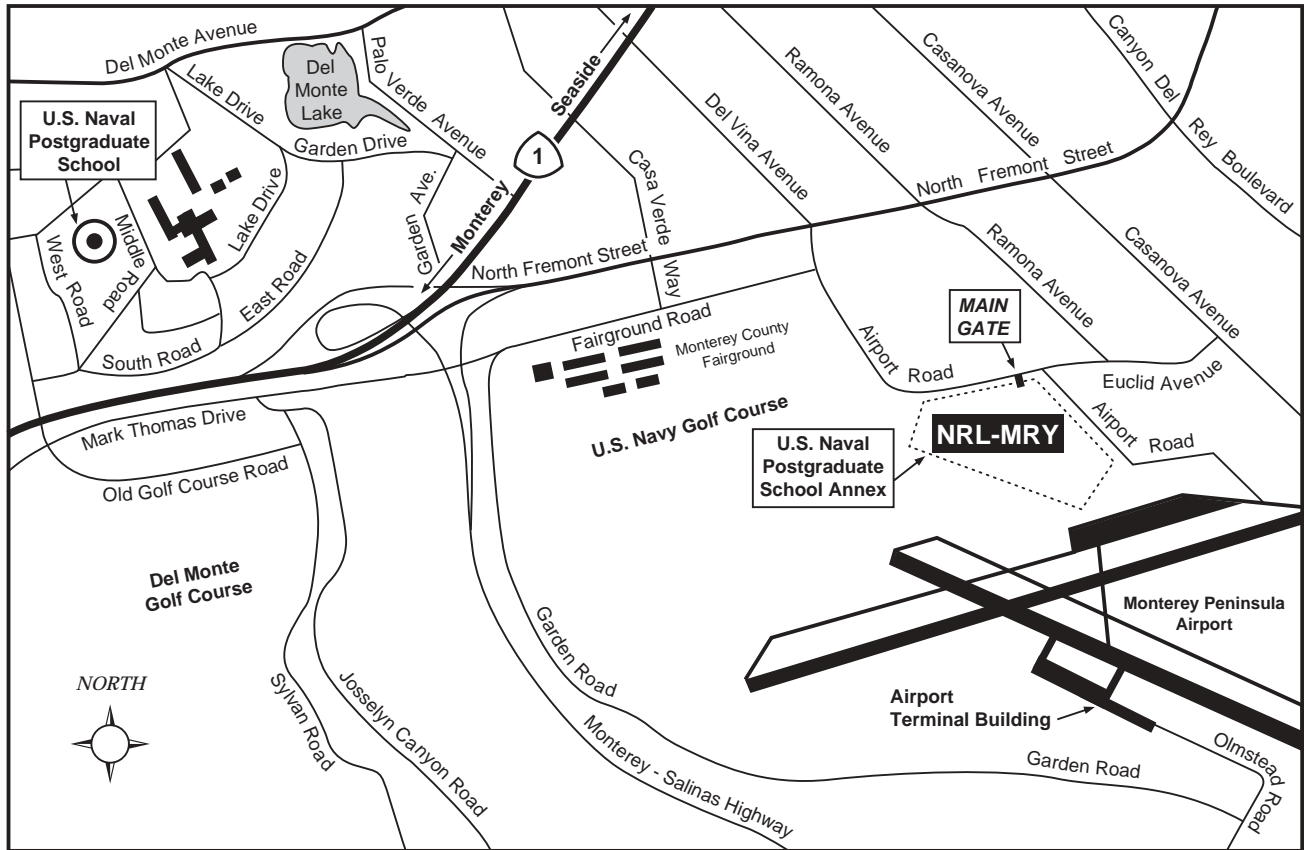 Del Monte Avenue
Del
Monte
Lake
Lake Drive
Palo Verde Avenue
U.S. Naval
Postgraduate
School
Garden Drive
Lake Drive
Middle Road
West Road
East Road
South Road
Garden Ave.
Monterey
Seaside
1
Casa Verde Way
Del Vina Avenue
Ramona Avenue
Casanova Avenue
Canyon Del Rey Boulevard
North Fremont Street
North Fremont Street
Ramona Avenue
Casanova Avenue
MAIN
GATE
Fairground Road
Monterey County
Fairground
Airport Road
Euclid Avenue
Airport Road
U.S. Navy Golf Course
NRL-MRY
U.S. Naval
Postgraduate
School Annex
Mark Thomas Drive
Old Golf Course Road
Del Monte
Golf Course
Monterey Peninsula
Airport
NORTH
Sylvan Road
Josselyn Canyon Road
Garden Road
Monterey - Salinas Highway
Airport
Terminal Building
Garden Road
Olmstead Road